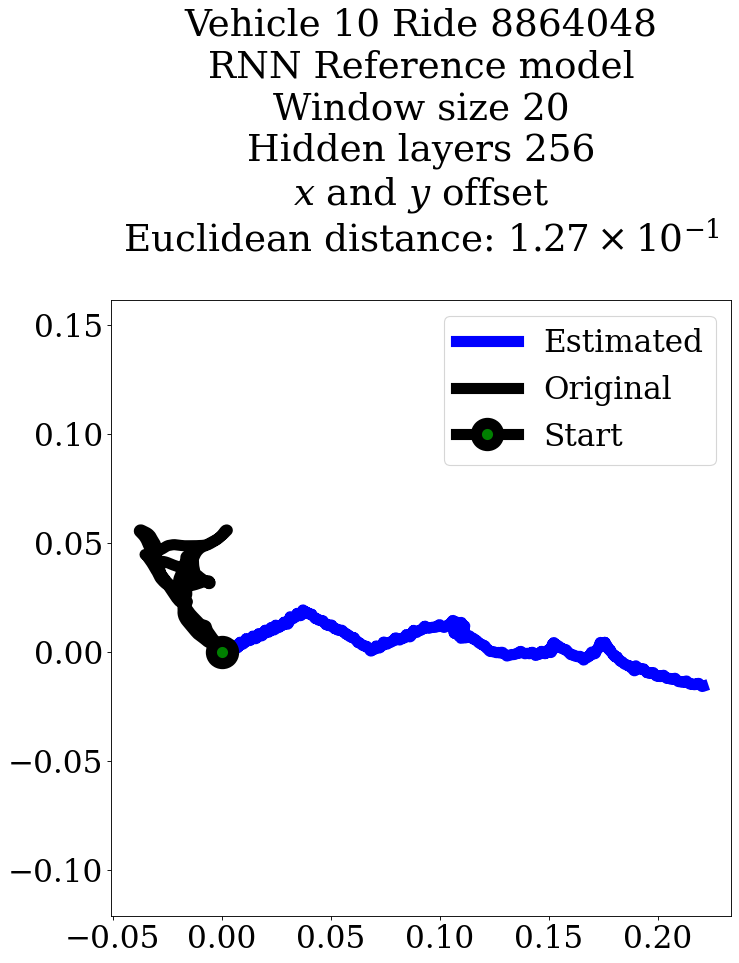 Vehicle 10 Ride 8864048
RNN Reference model
Window size 20
Hidden layers 256
x and y offset
Euclidean distance: 1.27 × 10⁻¹
Estimated
Original
Start
0.15
0.10
0.05
0.00
−0.05
−0.10
−0.05 0.00 0.05 0.10 0.15 0.20